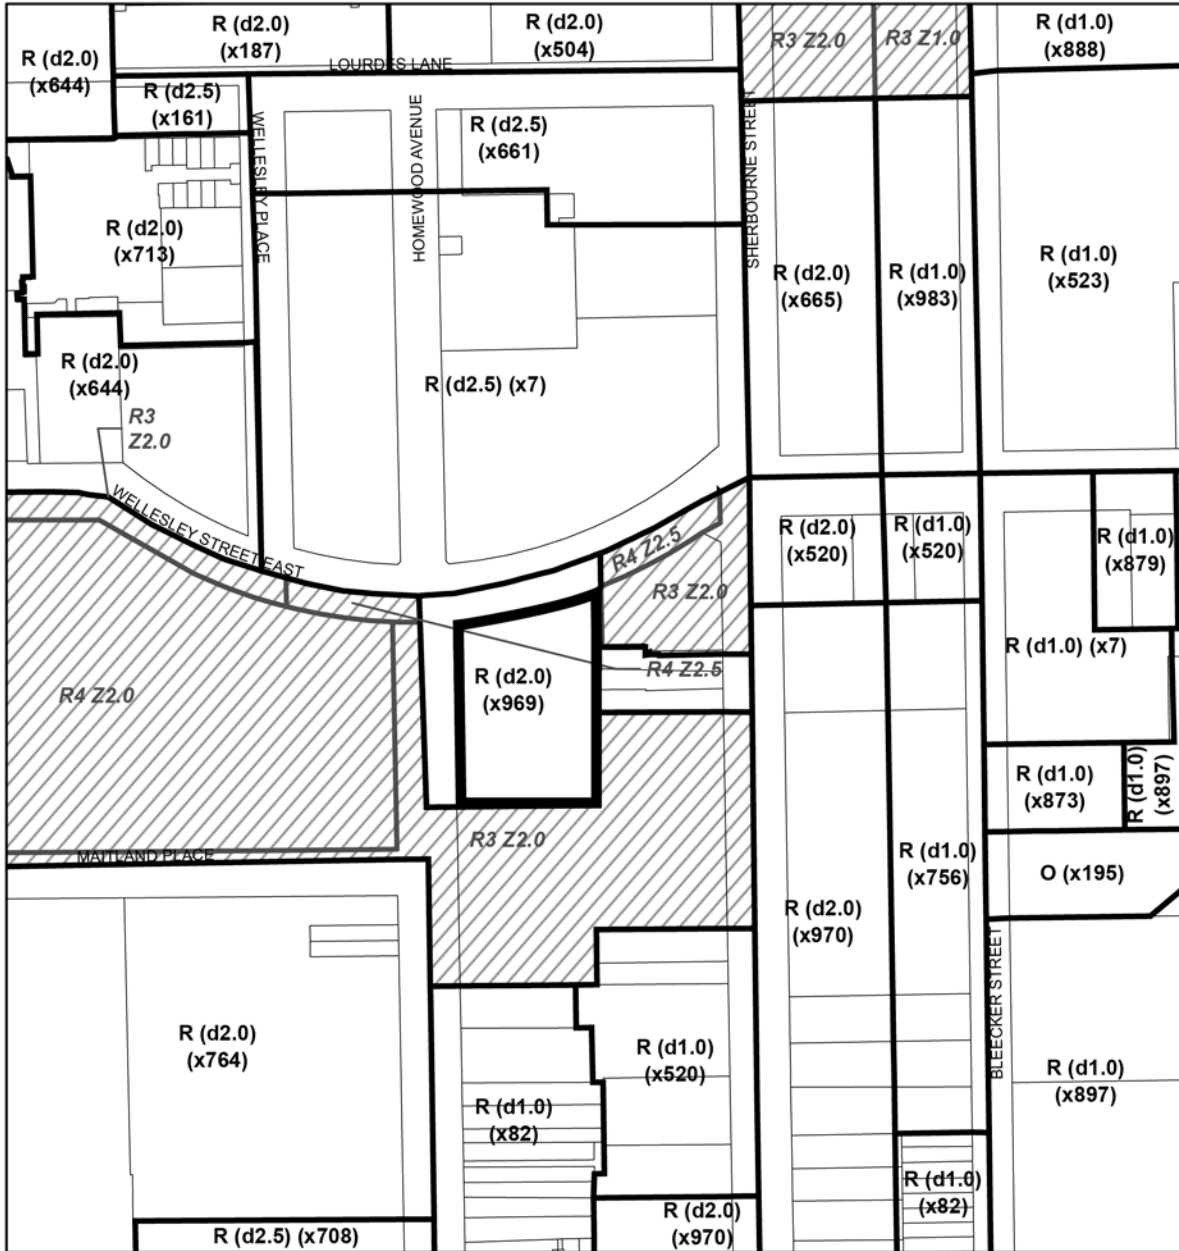 R (d2.0)
(x187)
R (d2.0)
(x504)
R3 Z2.0
R3 Z1.0
R (d1.0)
(x888)
R (d2.0)
(x644)
LOURDES LANE
R (d2.5)
(x161)
WELLESLEY PLACE
HOMEWOOD AVENUE
R (d2.5)
(x661)
SHERBOURNE STREET
R (d2.0)
(x713)
R (d2.0)
(x665)
R (d1.0)
(x983)
R (d1.0)
(x523)
R (d2.0)
(x644)
R (d2.5) (x7)
R3
Z2.0
WELLESLEY STREET EAST
R4 Z2.5
R (d2.0)
(x520)
R (d1.0)
(x520)
R (d1.0)
(x879)
R3 Z2.0
R (d1.0) (x7)
R4 Z2.0
R (d2.0)
(x969)
R4 Z2.5
R (d1.0)
(x873)
R (d1.0)
(x897)
R3 Z2.0
MAITLAND PLACE
R (d1.0)
(x756)
O (x195)
R (d2.0)
(x970)
BLEECKER STREET
R (d2.0)
(x764)
R (d1.0)
(x520)
R (d1.0)
(x897)
R (d1.0)
(x82)
R (d1.0)
(x82)
R (d2.5) (x708)
R (d2.0)
(x970)